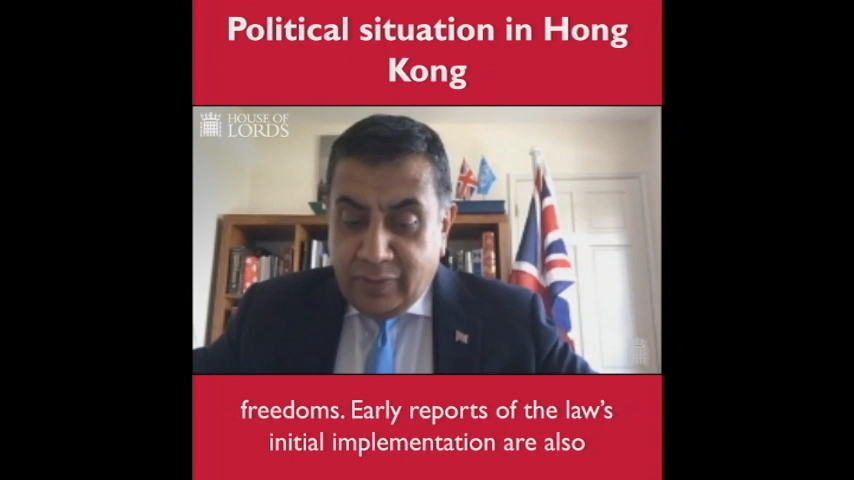 Political situation in Hong
Kong
HOUSE OF
LORDS
freedoms. Early reports of the law's
initial implementation are also